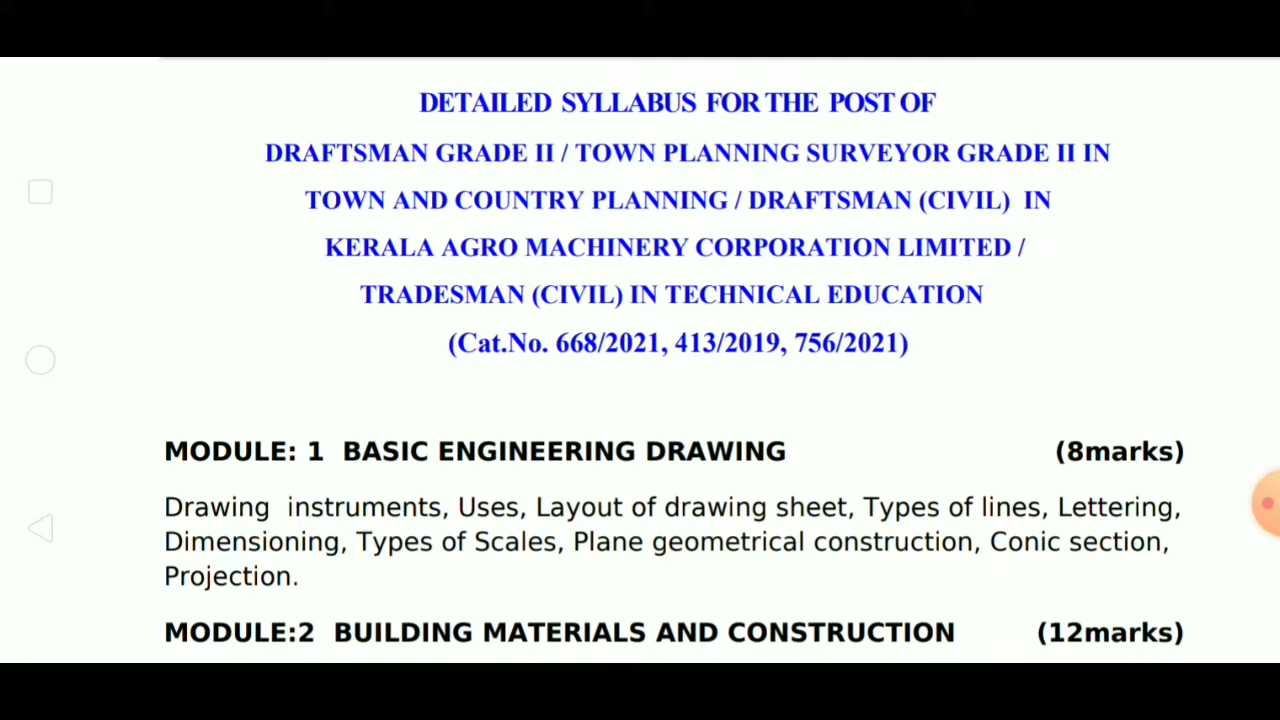 DETAILED SYLLABUS FOR THE POST OF
DRAFTSMAN GRADE II / TOWN PLANNING SURVEYOR GRADE II IN
TOWN AND COUNTRY PLANNING / DRAFTSMAN (CIVIL) IN
KERALA AGRO MACHINERY CORPORATION LIMITED /
TRADESMAN (CIVIL) IN TECHNICAL EDUCATION
(Cat.No. 668/2021, 413/2019, 756/2021)
MODULE: 1 BASIC ENGINEERING DRAWING (8marks)
Drawing instruments, Uses, Layout of drawing sheet, Types of lines, Lettering,
Dimensioning, Types of Scales, Plane geometrical construction, Conic section,
Projection.
MODULE:2 BUILDING MATERIALS AND CONSTRUCTION (12marks)